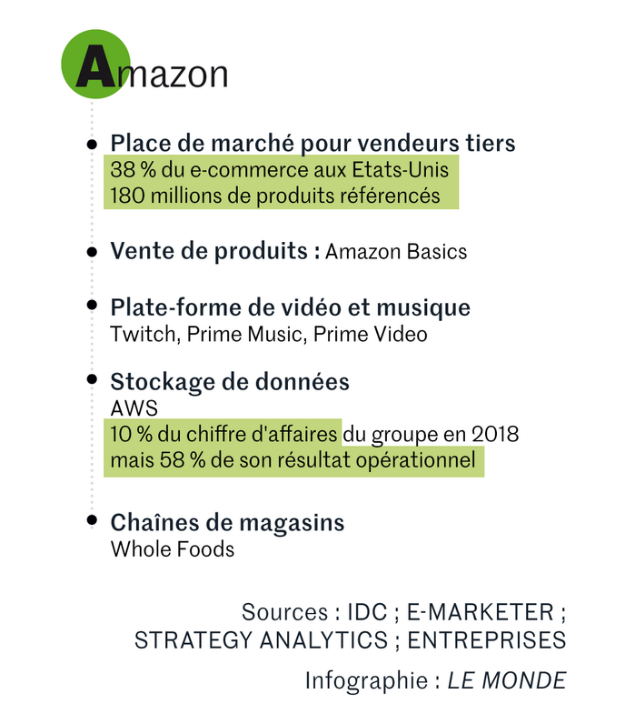 Amazon
Place de marché pour vendeurs tiers
38 % du e-commerce aux Etats-Unis
180 millions de produits référencés
Vente de produits : Amazon Basics
Plate-forme de vidéo et musique
Twitch, Prime Music, Prime Video
Stockage de données
AWS
10 % du chiffre d'affaires du groupe en 2018
mais 58 % de son résultat opérationnel
Chaînes de magasins
Whole Foods
Sources : IDC ; E-MARKETER ;
STRATEGY ANALYTICS ; ENTREPRISES
Infographie : LE MONDE